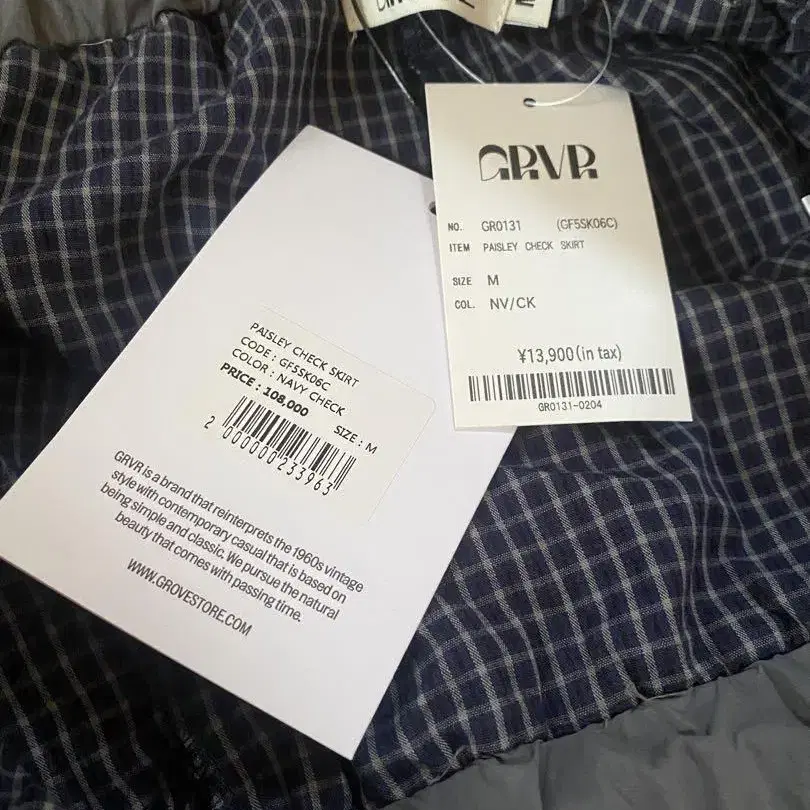 GRVR
NO. GR0131 (GF5SK06C)
ITEM PAISLEY CHECK SKIRT
SIZE M
COL. NV/CK
¥13,900(in tax)
GR0131-0204
PAISLEY CHECK SKIRT
CODE : GF5SK06C
COLOR : NAVY CHECK
PRICE : 108,000
SIZE : M
2 000000 233963
GRVR is a brand that reinterprets the 1960s vintage
style with contemporary casual that is based on
being simple and classic. We pursue the natural
beauty that comes with passing time.
WWW.GROVESTORE.COM